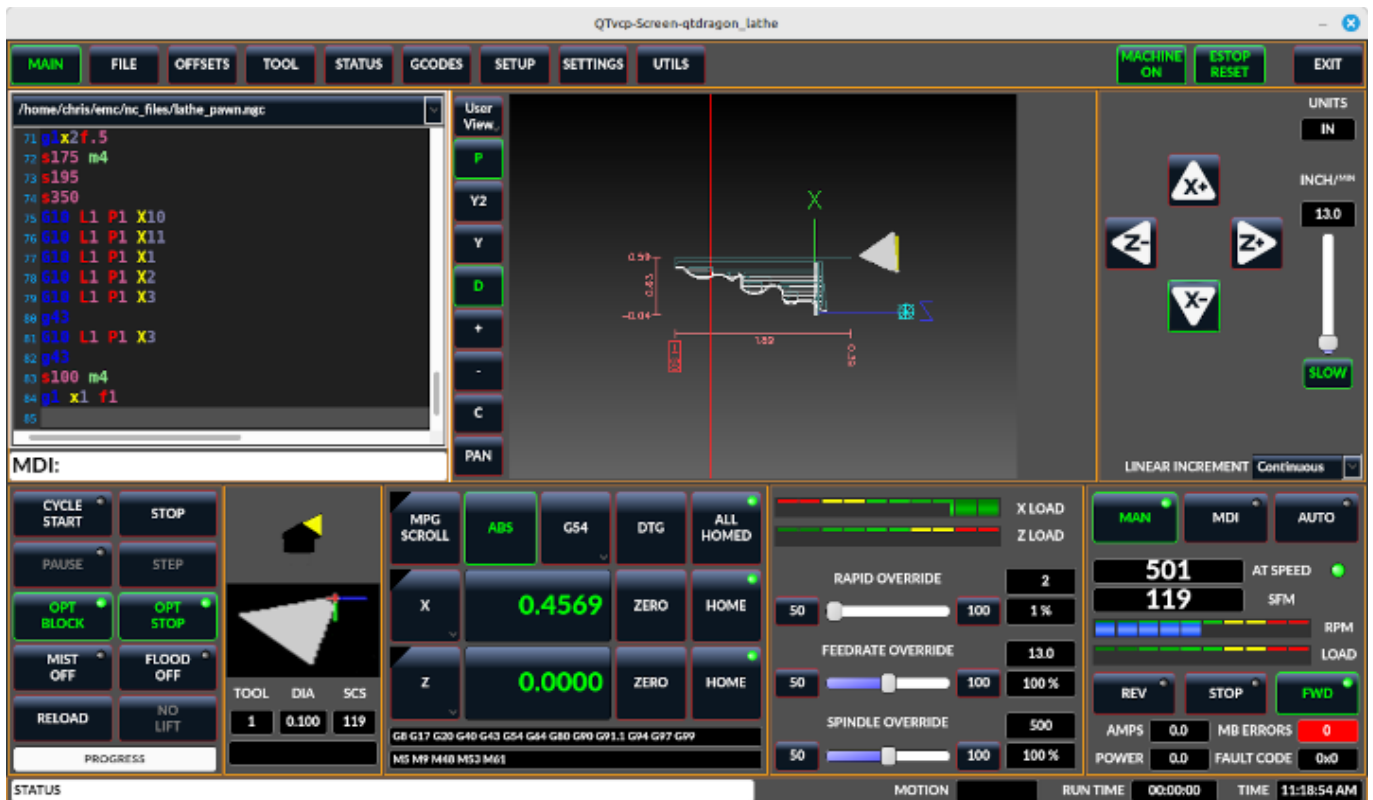 QTvcp-Screen-qtdragon_lathe
MAIN FILE OFFSETS TOOL STATUS GCODES SETUP SETTINGS UTILS MACHINE ON ESTOP RESET EXIT
/home/chris/emc/nc_files/lathe_pawn.ngc
71 g1x2f.5
72 s175 m4
73 s195
74 s350
75 G10 L1 P1 X10
76 G10 L1 P1 X11
77 G10 L1 P1 X1
78 G10 L1 P1 X2
79 G10 L1 P1 X3
80 g43
81 G10 L1 P1 X3
82 g43
83 s100 m4
84 g1 x1 f1
85
MDI:
User View
P
Y2
Y
D
+
-
C
PAN
X
0.59
0.63
-0.04
Z
1.89
UNITS
IN
X+
INCH/MIN
13.0
Z- Z+
X-
SLOW
LINEAR INCREMENT Continuous
CYCLE START STOP
PAUSE STEP
OPT BLOCK OPT STOP
MIST OFF FLOOD OFF
RELOAD NO LIFT
PROGRESS
TOOL DIA SCS
1 0.100 119
MPG SCROLL ABS G54 DTG ALL HOMED
X 0.4569 ZERO HOME
Z 0.0000 ZERO HOME
G8 G17 G20 G40 G43 G54 G64 G80 G90 G91.1 G94 G97 G99
M5 M9 M48 M53 M61
X LOAD
Z LOAD
RAPID OVERRIDE 2
50 100 1 %
FEEDRATE OVERRIDE 13.0
50 100 100 %
SPINDLE OVERRIDE 500
50 100 100 %
MAN MDI AUTO
501 AT SPEED
119 SFM
RPM
LOAD
REV STOP FWD
AMPS 0.0 MB ERRORS 0
POWER 0.0 FAULT CODE 0x0
STATUS MOTION RUN TIME 00:00:00 TIME 11:18:54 AM